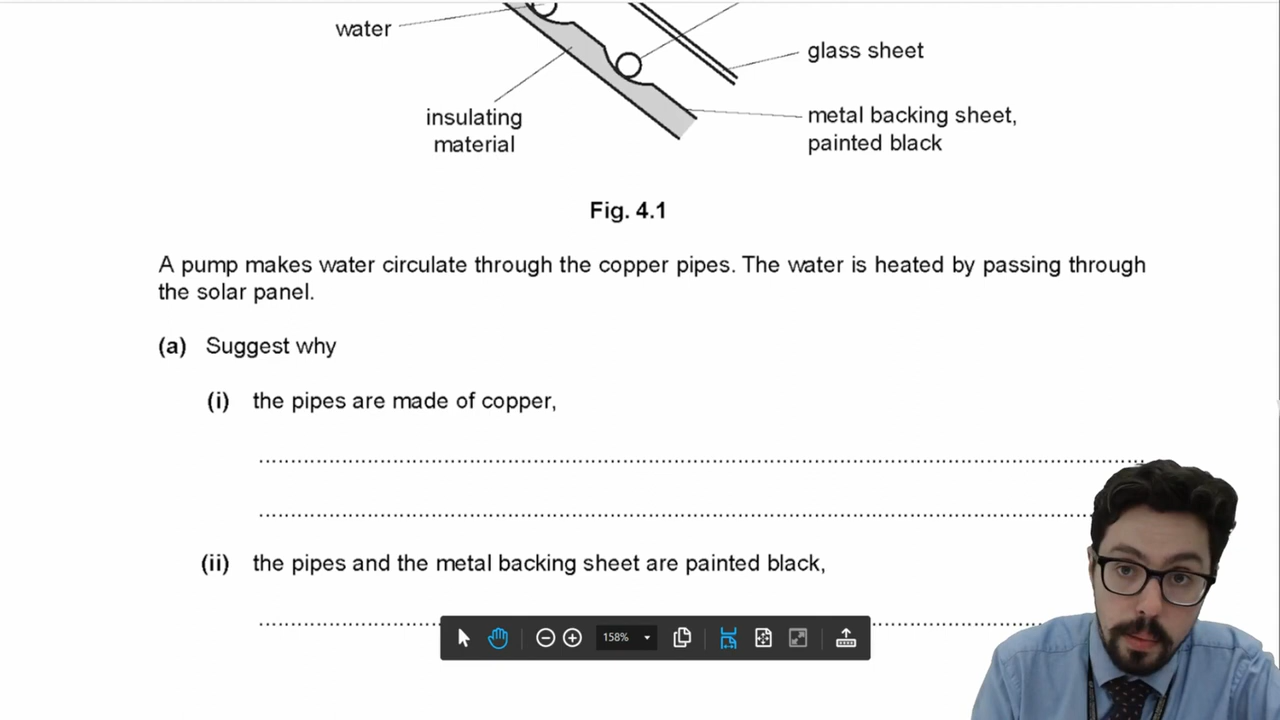 water
glass sheet
insulating
material
metal backing sheet,
painted black
Fig. 4.1
A pump makes water circulate through the copper pipes. The water is heated by passing through
the solar panel.
(a) Suggest why
(i) the pipes are made of copper,
(ii) the pipes and the metal backing sheet are painted black,
158%